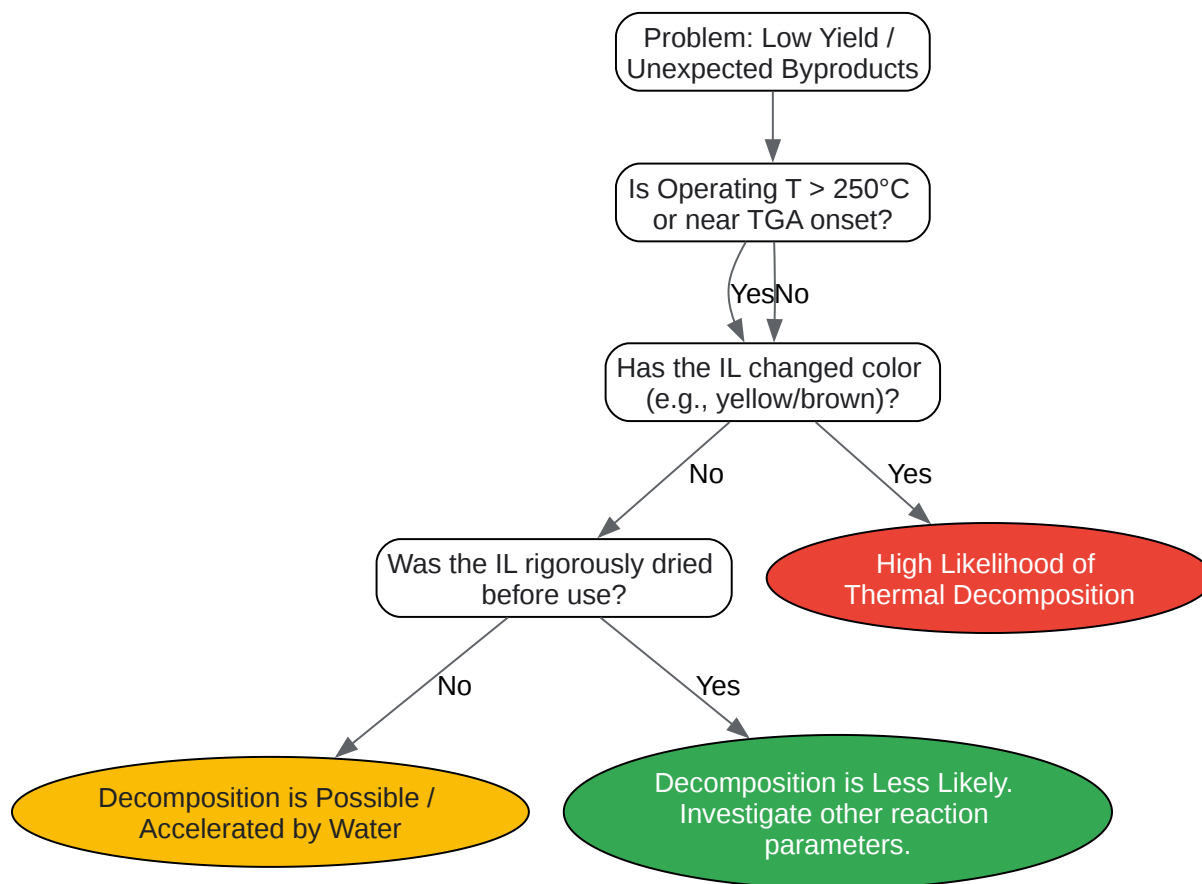 Problem: Low Yield /
Unexpected Byproducts
Is Operating T > 250°C
or near TGA onset?
Yes
No
Has the IL changed color
(e.g., yellow/brown)?
No
Yes
Was the IL rigorously dried
before use?
High Likelihood of
Thermal Decomposition
No
Yes
Decomposition is Possible /
Accelerated by Water
Decomposition is Less Likely.
Investigate other reaction
parameters.